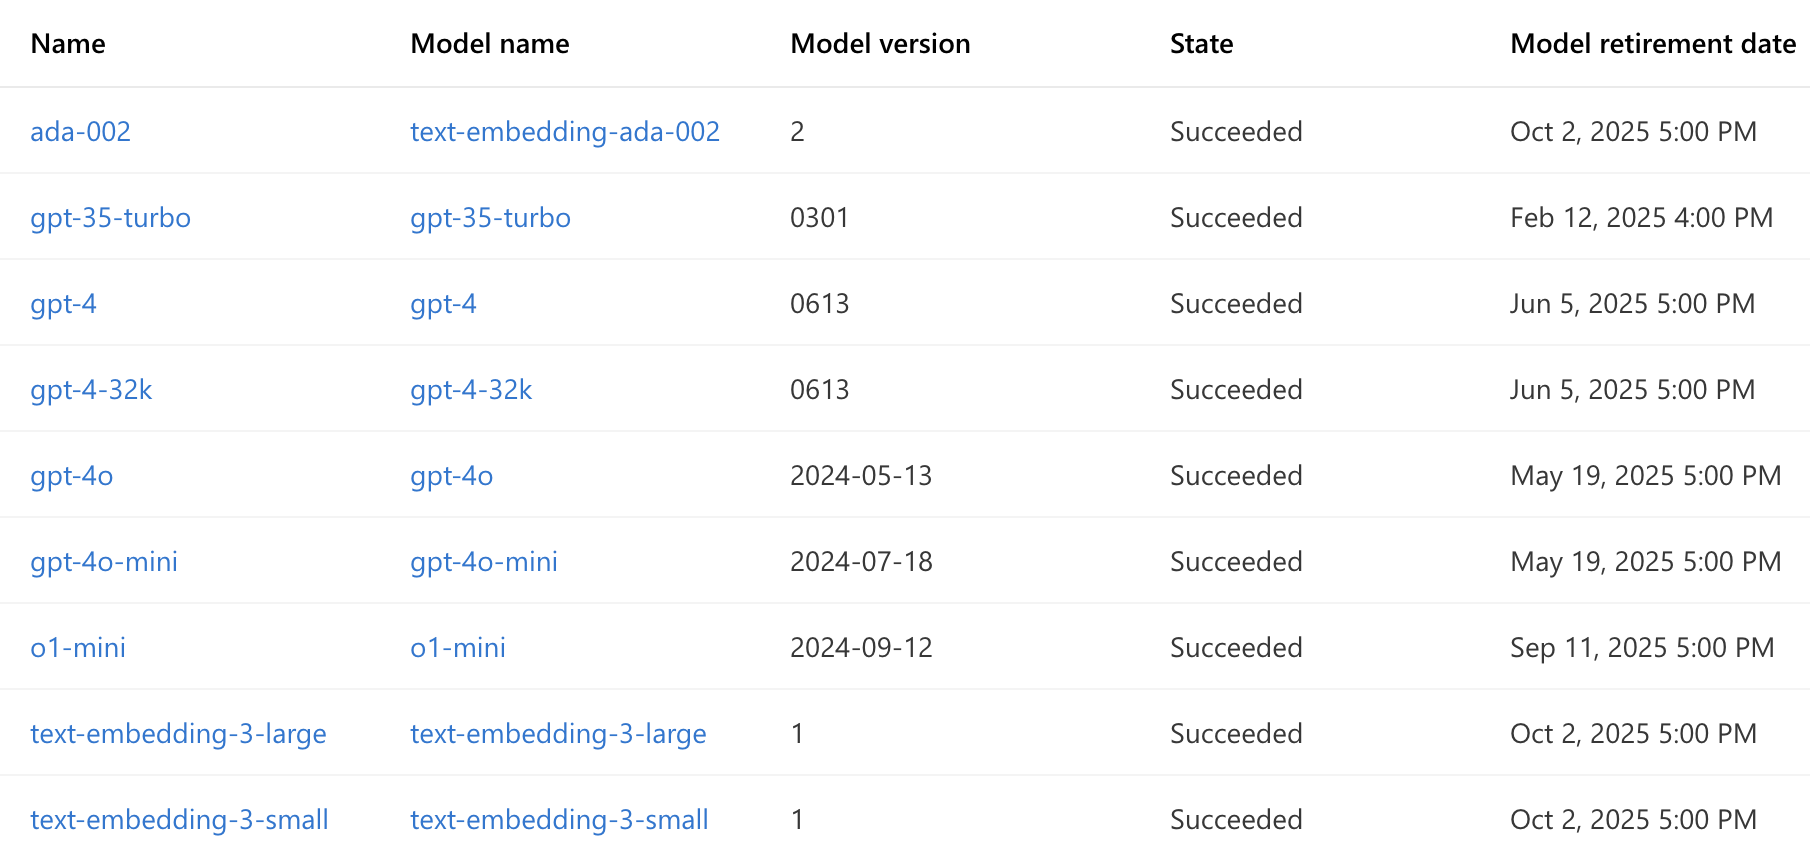 Name Model name Model version State Model retirement date
ada-002 text-embedding-ada-002 2 Succeeded Oct 2, 2025 5:00 PM
gpt-35-turbo gpt-35-turbo 0301 Succeeded Feb 12, 2025 4:00 PM
gpt-4 gpt-4 0613 Succeeded Jun 5, 2025 5:00 PM
gpt-4-32k gpt-4-32k 0613 Succeeded Jun 5, 2025 5:00 PM
gpt-4o gpt-4o 2024-05-13 Succeeded May 19, 2025 5:00 PM
gpt-4o-mini gpt-4o-mini 2024-07-18 Succeeded May 19, 2025 5:00 PM
o1-mini o1-mini 2024-09-12 Succeeded Sep 11, 2025 5:00 PM
text-embedding-3-large text-embedding-3-large 1 Succeeded Oct 2, 2025 5:00 PM
text-embedding-3-small text-embedding-3-small 1 Succeeded Oct 2, 2025 5:00 PM